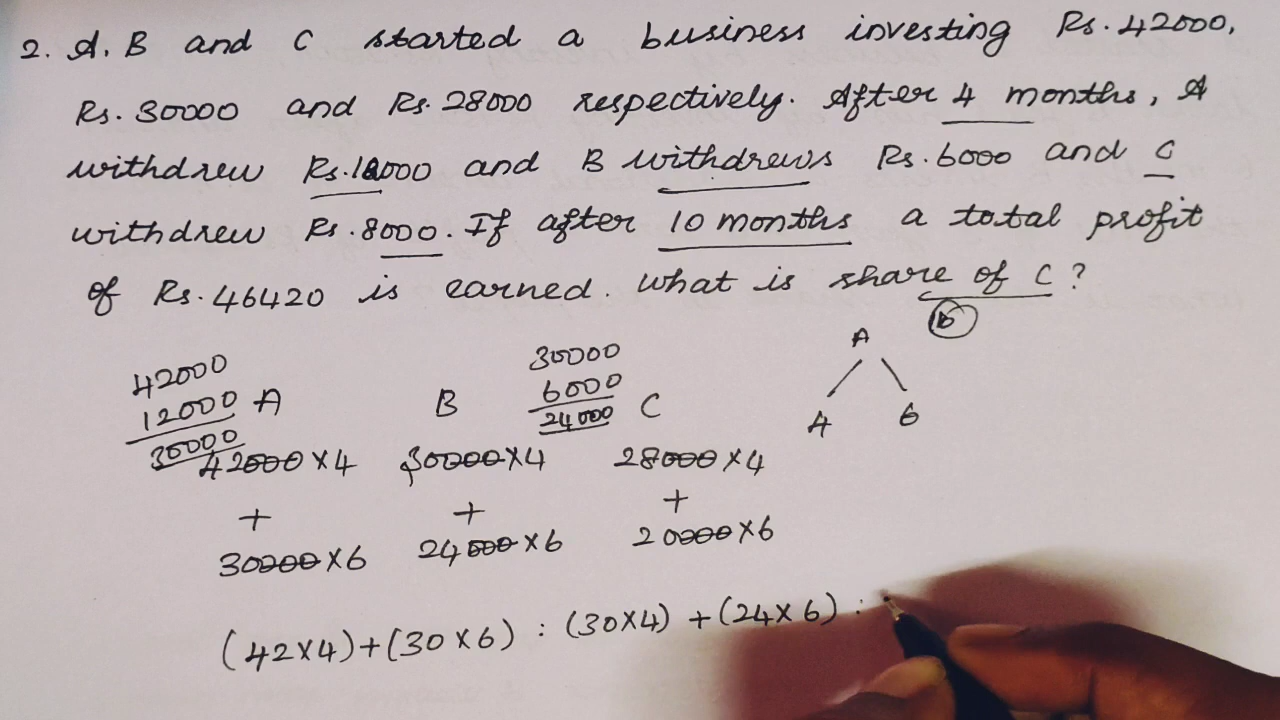 2. A. B and C started a business investing Rs. 42000,
Rs. 30000 and Rs. 28000 respectively. After 4 months, A
withdrew Rs.12000 and B withdrews Rs. 6000 and C
withdrew Rs. 8000. If after 10 months a total profit
of Rs. 46420 is earned. what is share of C?
42000
12000
30000
A
B
30000
6000
24000
C
10
A
4 6
42000 × 4 30000 × 4 28000 × 4
+ + +
30000 × 6 24000 × 6 20000 × 6
(42×4)+(30×6) : (30×4) + (24×6) :